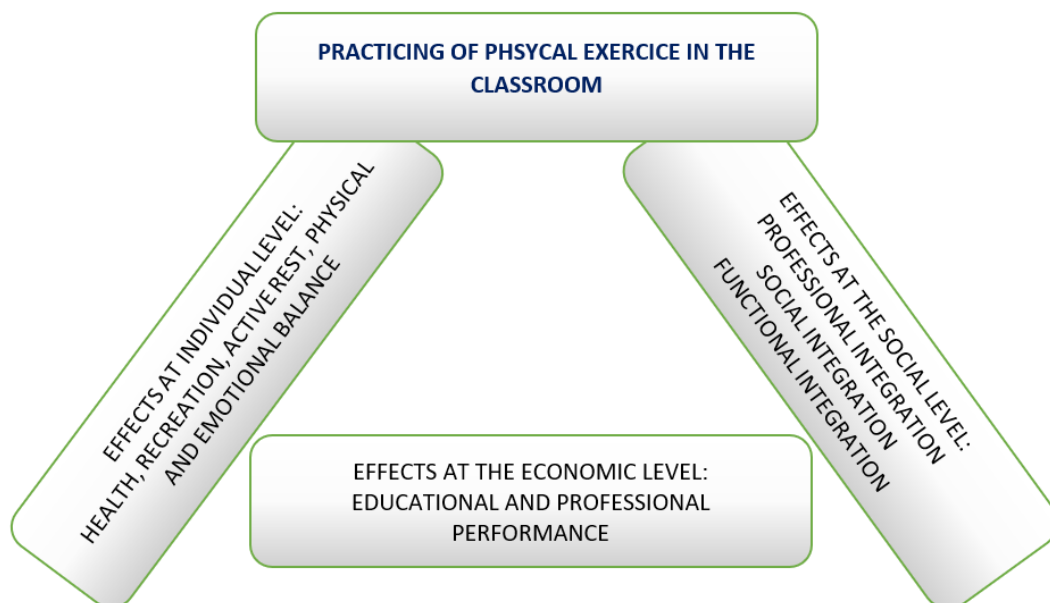 PRACTICING OF PHSYCAL EXERCICE IN THE
CLASSROOM
EFFECTS AT INDIVIDUAL LEVEL:
HEALTH, RECREATION, ACTIVE REST, PHYSICAL
AND EMOTIONAL BALANCE
EFFECTS AT THE SOCIAL LEVEL:
PROFESSIONAL INTEGRATION
SOCIAL INTEGRATION
FUNCTIONAL INTEGRATION
EFFECTS AT THE ECONOMIC LEVEL:
EDUCATIONAL AND PROFESSIONAL
PERFORMANCE